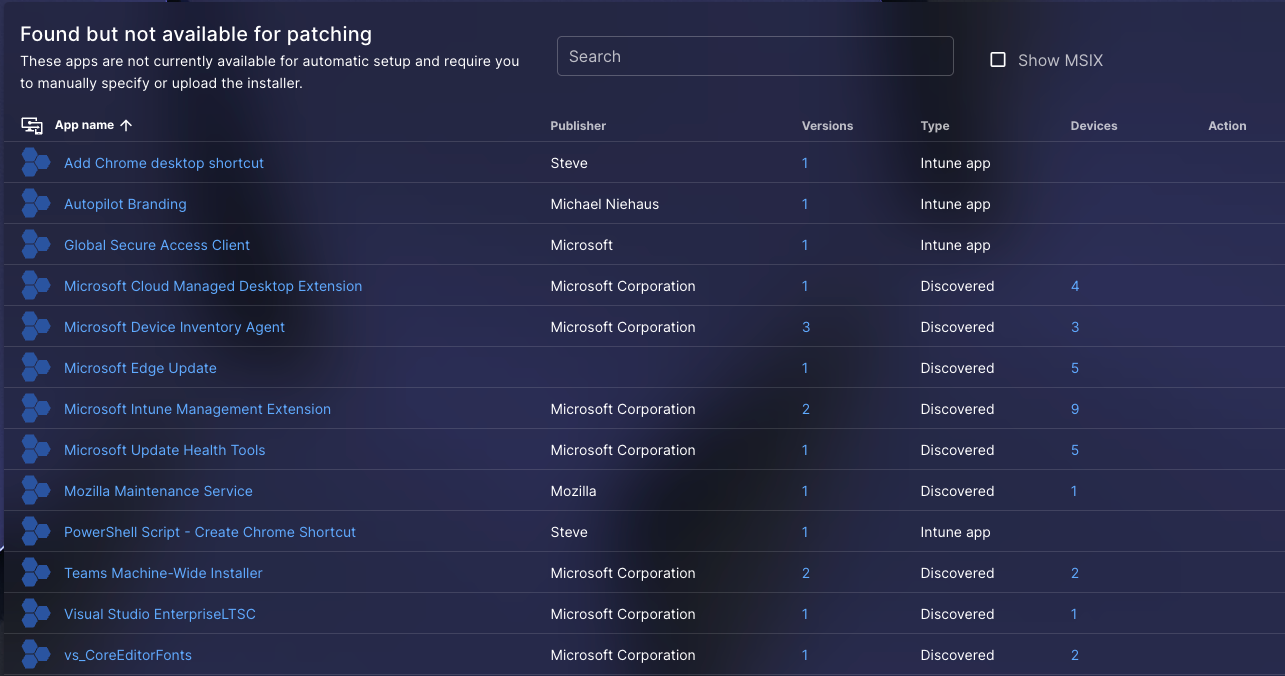 Found but not available for patching
These apps are not currently available for automatic setup and require you
to manually specify or upload the installer.
Search
Show MSIX
App name Publisher Versions Type Devices Action
Add Chrome desktop shortcut Steve 1 Intune app
Autopilot Branding Michael Niehaus 1 Intune app
Global Secure Access Client Microsoft 1 Intune app
Microsoft Cloud Managed Desktop Extension Microsoft Corporation 1 Discovered 4
Microsoft Device Inventory Agent Microsoft Corporation 3 Discovered 3
Microsoft Edge Update 1 Discovered 5
Microsoft Intune Management Extension Microsoft Corporation 2 Discovered 9
Microsoft Update Health Tools Microsoft Corporation 1 Discovered 5
Mozilla Maintenance Service Mozilla 1 Discovered 1
PowerShell Script - Create Chrome Shortcut Steve 1 Intune app
Teams Machine-Wide Installer Microsoft Corporation 2 Discovered 2
Visual Studio EnterpriseLTSC Microsoft Corporation 1 Discovered 1
vs_CoreEditorFonts Microsoft Corporation 1 Discovered 2